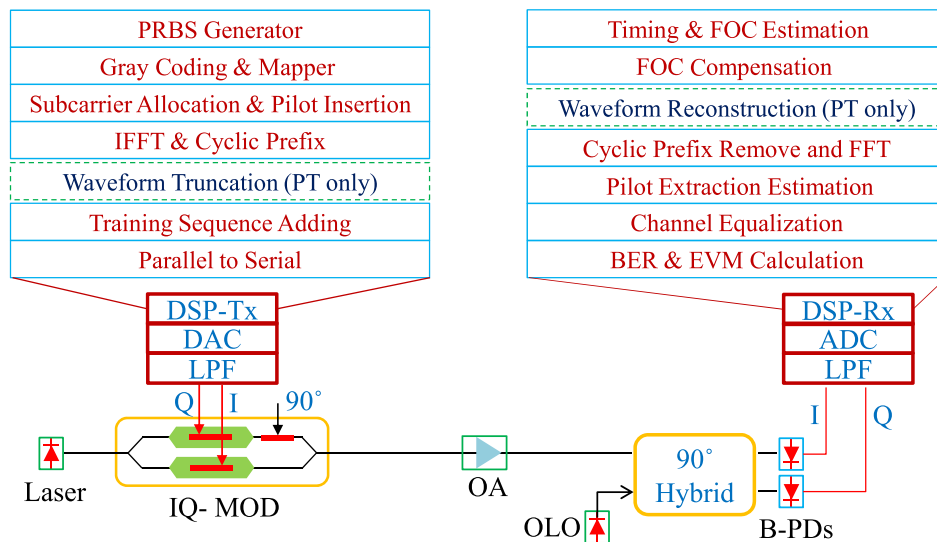 PRBS Generator
Gray Coding & Mapper
Subcarrier Allocation & Pilot Insertion
IFFT & Cyclic Prefix
Waveform Truncation (PT only)
Training Sequence Adding
Parallel to Serial
DSP-Tx
DAC
LPF
Q
I
90°
Laser
IQ- MOD
OA
OLO
90°
Hybrid
B-PDs
Timing & FOC Estimation
FOC Compensation
Waveform Reconstruction (PT only)
Cyclic Prefix Remove and FFT
Pilot Extraction Estimation
Channel Equalization
BER & EVM Calculation
DSP-Rx
ADC
LPF
I
Q